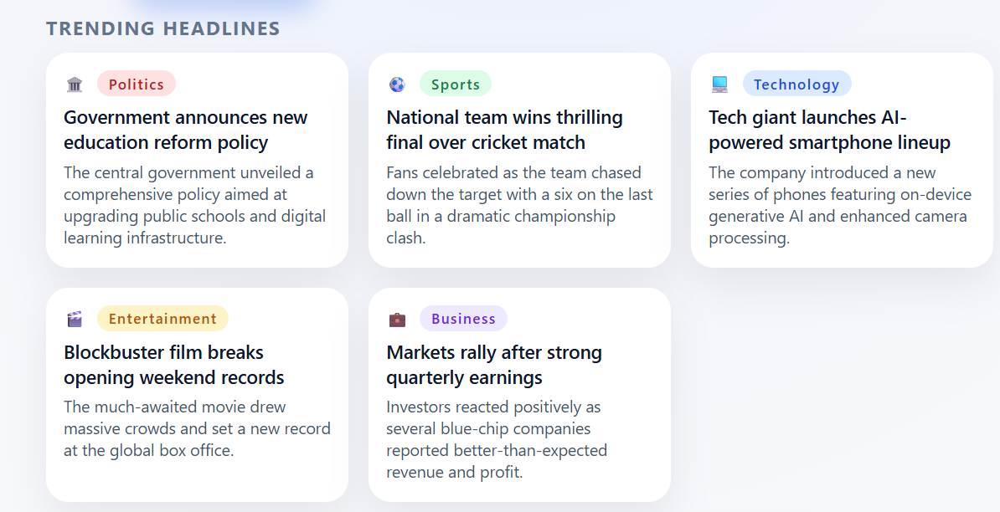 TRENDING HEADLINES
Politics
Government announces new
education reform policy
The central government unveiled a
comprehensive policy aimed at
upgrading public schools and digital
learning infrastructure.
Sports
National team wins thrilling
final over cricket match
Fans celebrated as the team chased
down the target with a six on the last
ball in a dramatic championship
clash.
Technology
Tech giant launches AI-
powered smartphone lineup
The company introduced a new
series of phones featuring on-device
generative AI and enhanced camera
processing.
Entertainment
Blockbuster film breaks
opening weekend records
The much-awaited movie drew
massive crowds and set a new record
at the global box office.
Business
Markets rally after strong
quarterly earnings
Investors reacted positively as
several blue-chip companies
reported better-than-expected
revenue and profit.